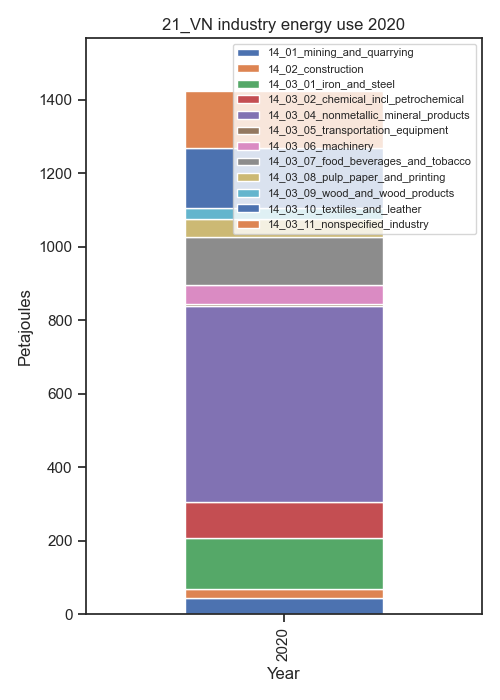 21_VN industry energy use 2020
14_01_mining_and_quarrying
14_02_construction
14_03_01_iron_and_steel
14_03_02_chemical_incl_petrochemical
14_03_04_nonmetallic_mineral_products
14_03_05_transportation_equipment
14_03_06_machinery
14_03_07_food_beverages_and_tobacco
14_03_08_pulp_paper_and_printing
14_03_09_wood_and_wood_products
14_03_10_textiles_and_leather
14_03_11_nonspecified_industry
1400
1200
1000
800
600
400
200
0
Petajoules
2020
Year